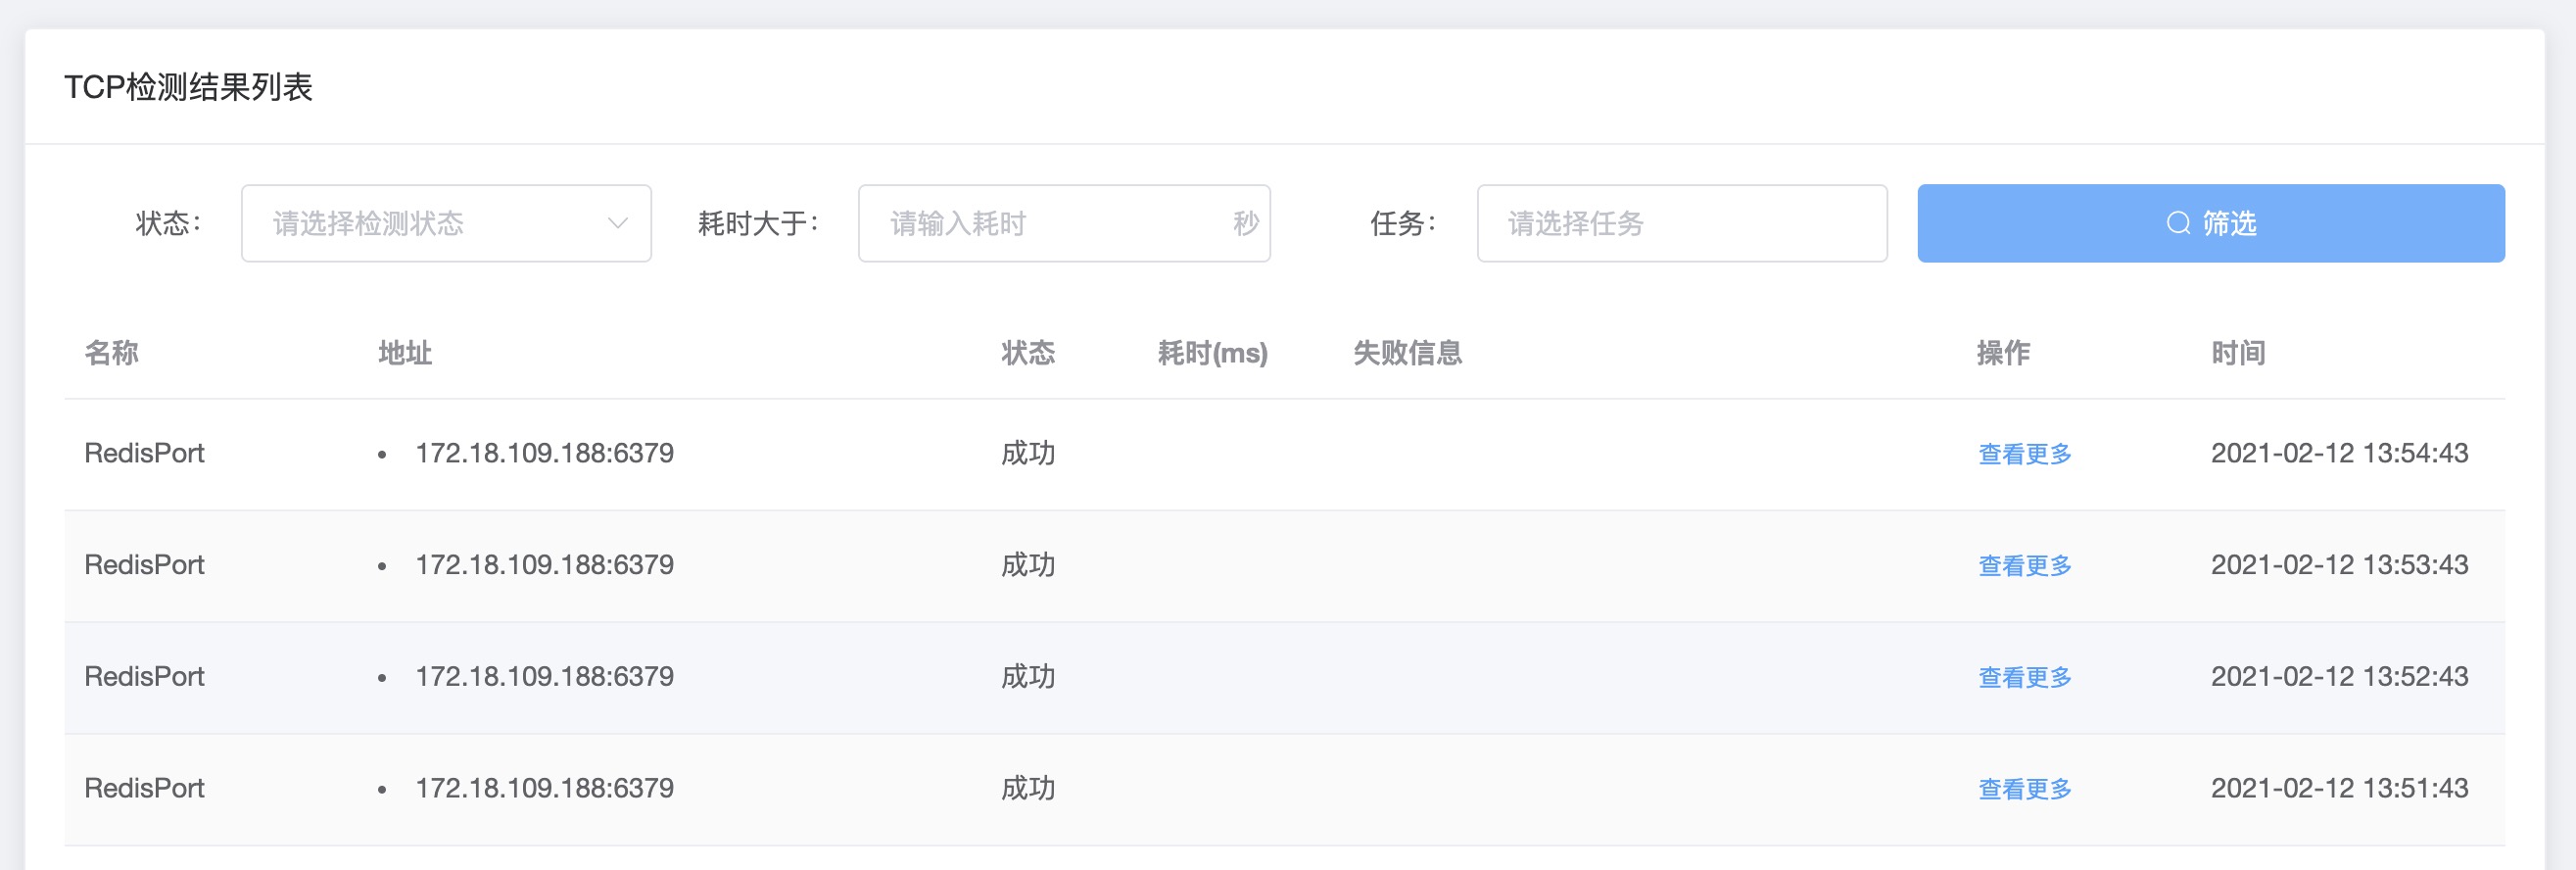 TCP检测结果列表
状态： 请选择检测状态 耗时大于： 请输入耗时 秒 任务： 请选择任务 筛选
名称 地址 状态 耗时(ms) 失败信息 操作 时间
RedisPort • 172.18.109.188:6379 成功 查看更多 2021-02-12 13:54:43
RedisPort • 172.18.109.188:6379 成功 查看更多 2021-02-12 13:53:43
RedisPort • 172.18.109.188:6379 成功 查看更多 2021-02-12 13:52:43
RedisPort • 172.18.109.188:6379 成功 查看更多 2021-02-12 13:51:43